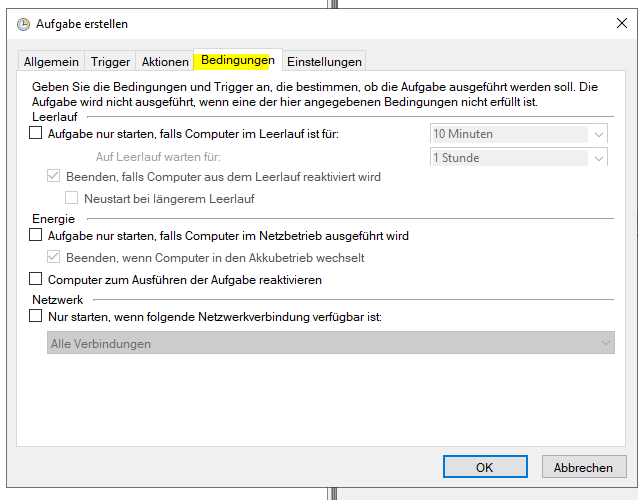 Aufgabe erstellen
Allgemein Trigger Aktionen Bedingungen Einstellungen
Geben Sie die Bedingungen und Trigger an, die bestimmen, ob die Aufgabe ausgeführt werden soll. Die
Aufgabe wird nicht ausgeführt, wenn eine der hier angegebenen Bedingungen nicht erfüllt ist.
Leerlauf
Aufgabe nur starten, falls Computer im Leerlauf ist für: 10 Minuten
Auf Leerlauf warten für: 1 Stunde
Beenden, falls Computer aus dem Leerlauf reaktiviert wird
Neustart bei längerem Leerlauf
Energie
Aufgabe nur starten, falls Computer im Netzbetrieb ausgeführt wird
Beenden, wenn Computer in den Akkubetrieb wechselt
Computer zum Ausführen der Aufgabe reaktivieren
Netzwerk
Nur starten, wenn folgende Netzwerkverbindung verfügbar ist:
Alle Verbindungen
OK Abbrechen